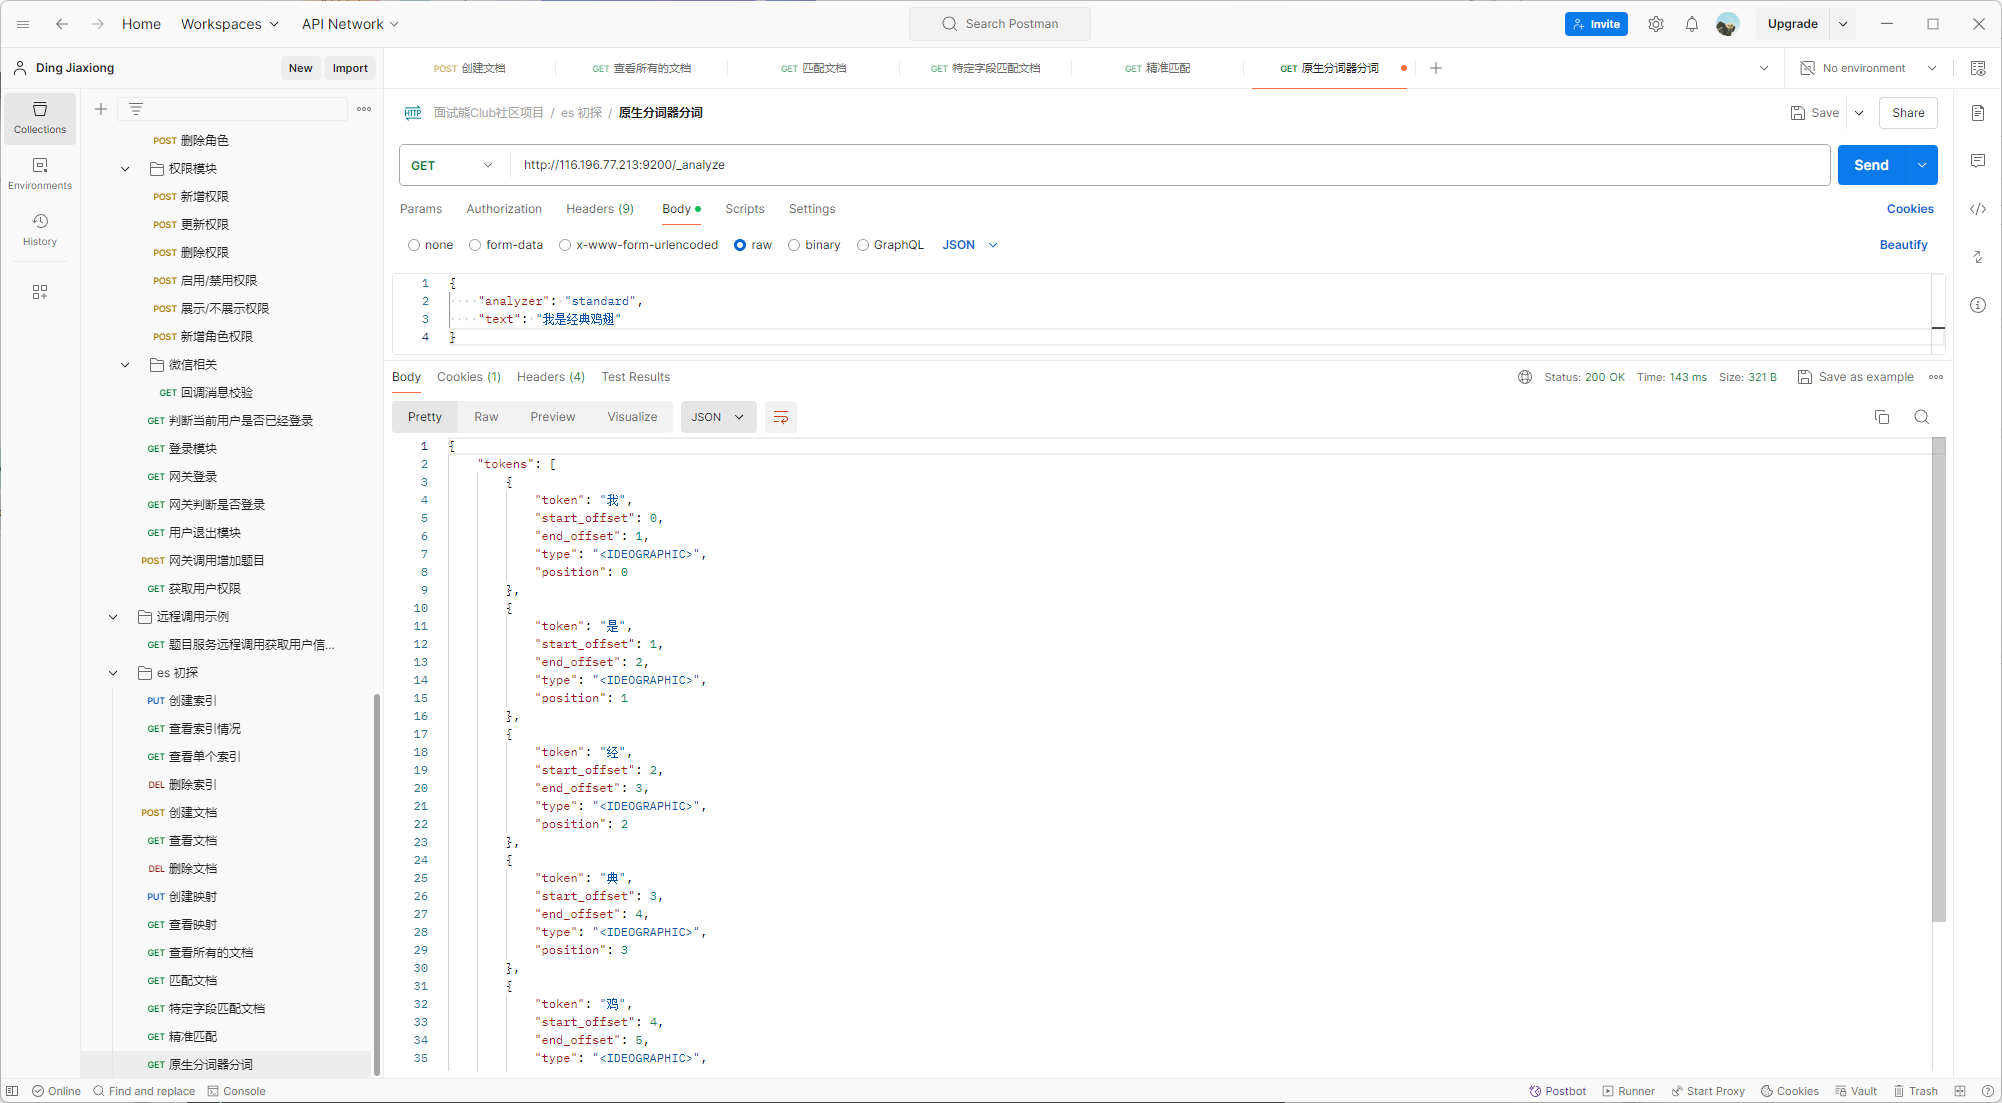 Home Workspaces API Network Search Postman Invite Upgrade
Ding Jiaxiong New Import POST 创建文档 GET 查看所有的文档 GET 匹配文档 GET 特定字段匹配文档 GET 精准匹配 GET 原生分词器分词 No environment
Collections
Environments
History
POST 删除角色
权限模块
POST 新增权限
POST 更新权限
POST 删除权限
POST 启用/禁用权限
POST 展示/不展示权限
POST 新增角色权限
微信相关
GET 回调消息校验
GET 判断当前用户是否已经登录
GET 登录模块
GET 网关登录
GET 网关判断是否登录
GET 用户退出模块
POST 网关调用增加题目
GET 获取用户权限
远程调用示例
GET 题目服务远程调用获取用户信...
es 初探
PUT 创建索引
GET 查看索引情况
GET 查看单个索引
DEL 删除索引
POST 创建文档
GET 查看文档
DEL 删除文档
PUT 创建映射
GET 查看映射
GET 查看所有的文档
GET 匹配文档
GET 特定字段匹配文档
GET 精准匹配
GET 原生分词器分词
HTTP 面试熊Club社区项目 / es 初探 / 原生分词器分词 Save Share
GET http://116.196.77.213:9200/_analyze Send
Params Authorization Headers (9) Body Scripts Settings Cookies
none form-data x-www-form-urlencoded raw binary GraphQL JSON Beautify
1 {
2 "analyzer": "standard",
3 "text": "我是经典鸡翅"
4 }
Body Cookies (1) Headers (4) Test Results Status: 200 OK Time: 143 ms Size: 321 B Save as example
Pretty Raw Preview Visualize JSON
1 {
2 "tokens": [
3 {
4 "token": "我",
5 "start_offset": 0,
6 "end_offset": 1,
7 "type": "<IDEOGRAPHIC>",
8 "position": 0
9 },
10 {
11 "token": "是",
12 "start_offset": 1,
13 "end_offset": 2,
14 "type": "<IDEOGRAPHIC>",
15 "position": 1
16 },
17 {
18 "token": "经",
19 "start_offset": 2,
20 "end_offset": 3,
21 "type": "<IDEOGRAPHIC>",
22 "position": 2
23 },
24 {
25 "token": "典",
26 "start_offset": 3,
27 "end_offset": 4,
28 "type": "<IDEOGRAPHIC>",
29 "position": 3
30 },
31 {
32 "token": "鸡",
33 "start_offset": 4,
34 "end_offset": 5,
35 "type": "<IDEOGRAPHIC>",
Online Find and replace Console Postbot Runner Start Proxy Cookies Vault Trash